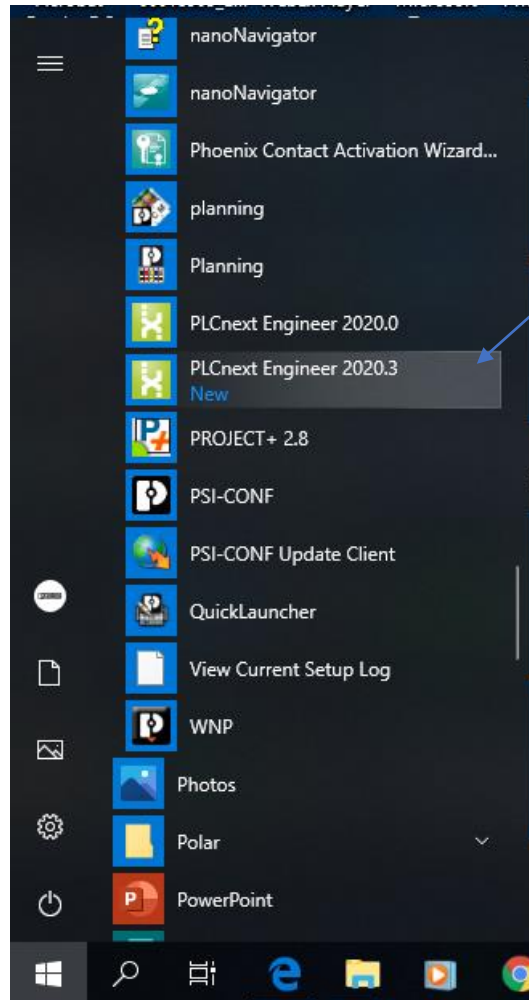 nanoNavigator
nanoNavigator
Phoenix Contact Activation Wizard...
planning
Planning
PLCnext Engineer 2020.0
PLCnext Engineer 2020.3
New
PROJECT+ 2.8
PSI-CONF
PSI-CONF Update Client
QuickLauncher
View Current Setup Log
WNP
Photos
Polar
PowerPoint